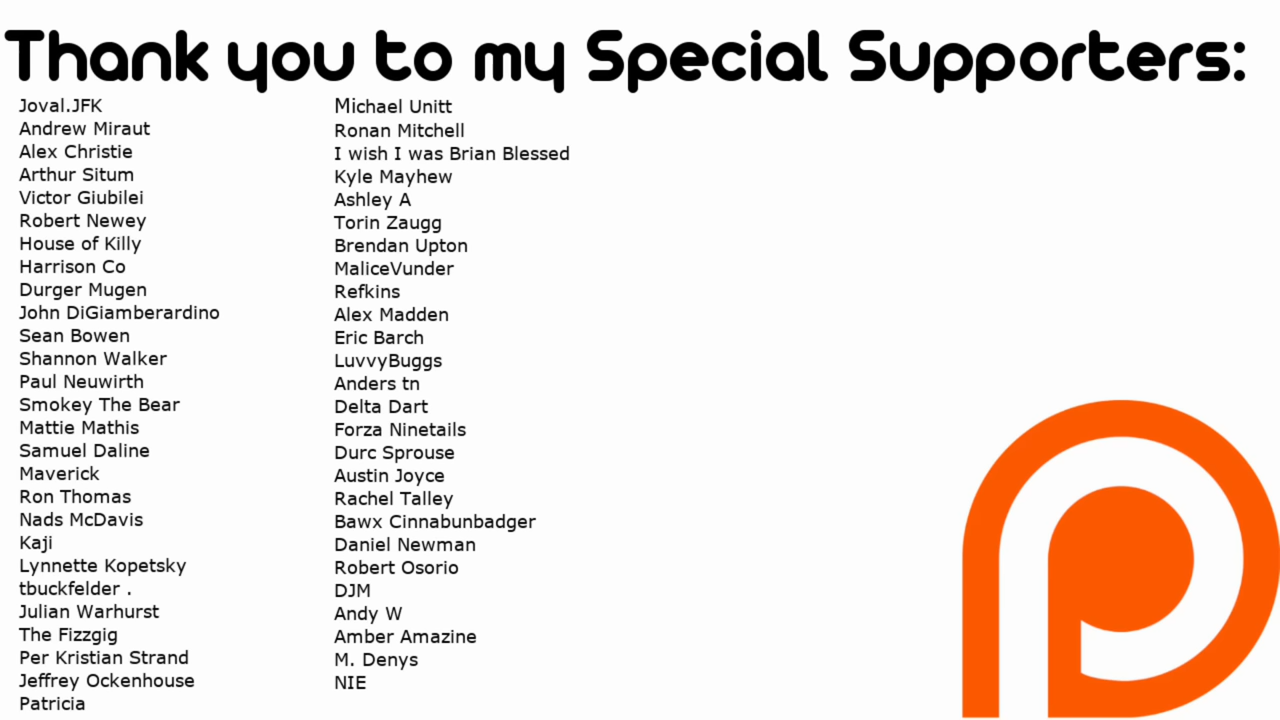 Thank you to my Special Supporters:
Joval.JFK
Andrew Miraut
Alex Christie
Arthur Situm
Victor Giubilei
Robert Newey
House of Killy
Harrison Co
Durger Mugen
John DiGiamberardino
Sean Bowen
Shannon Walker
Paul Neuwirth
Smokey The Bear
Mattie Mathis
Samuel Daline
Maverick
Ron Thomas
Nads McDavis
Kaji
Lynnette Kopetsky
tbuckfelder .
Julian Warhurst
The Fizzgig
Per Kristian Strand
Jeffrey Ockenhouse
Patricia
Michael Unitt
Ronan Mitchell
I wish I was Brian Blessed
Kyle Mayhew
Ashley A
Torin Zaugg
Brendan Upton
MaliceVunder
Refkins
Alex Madden
Eric Barch
LuvvyBuggs
Anders tn
Delta Dart
Forza Ninetails
Durc Sprouse
Austin Joyce
Rachel Talley
Bawx Cinnabunbadger
Daniel Newman
Robert Osorio
DJM
Andy W
Amber Amazine
M. Denys
NIE